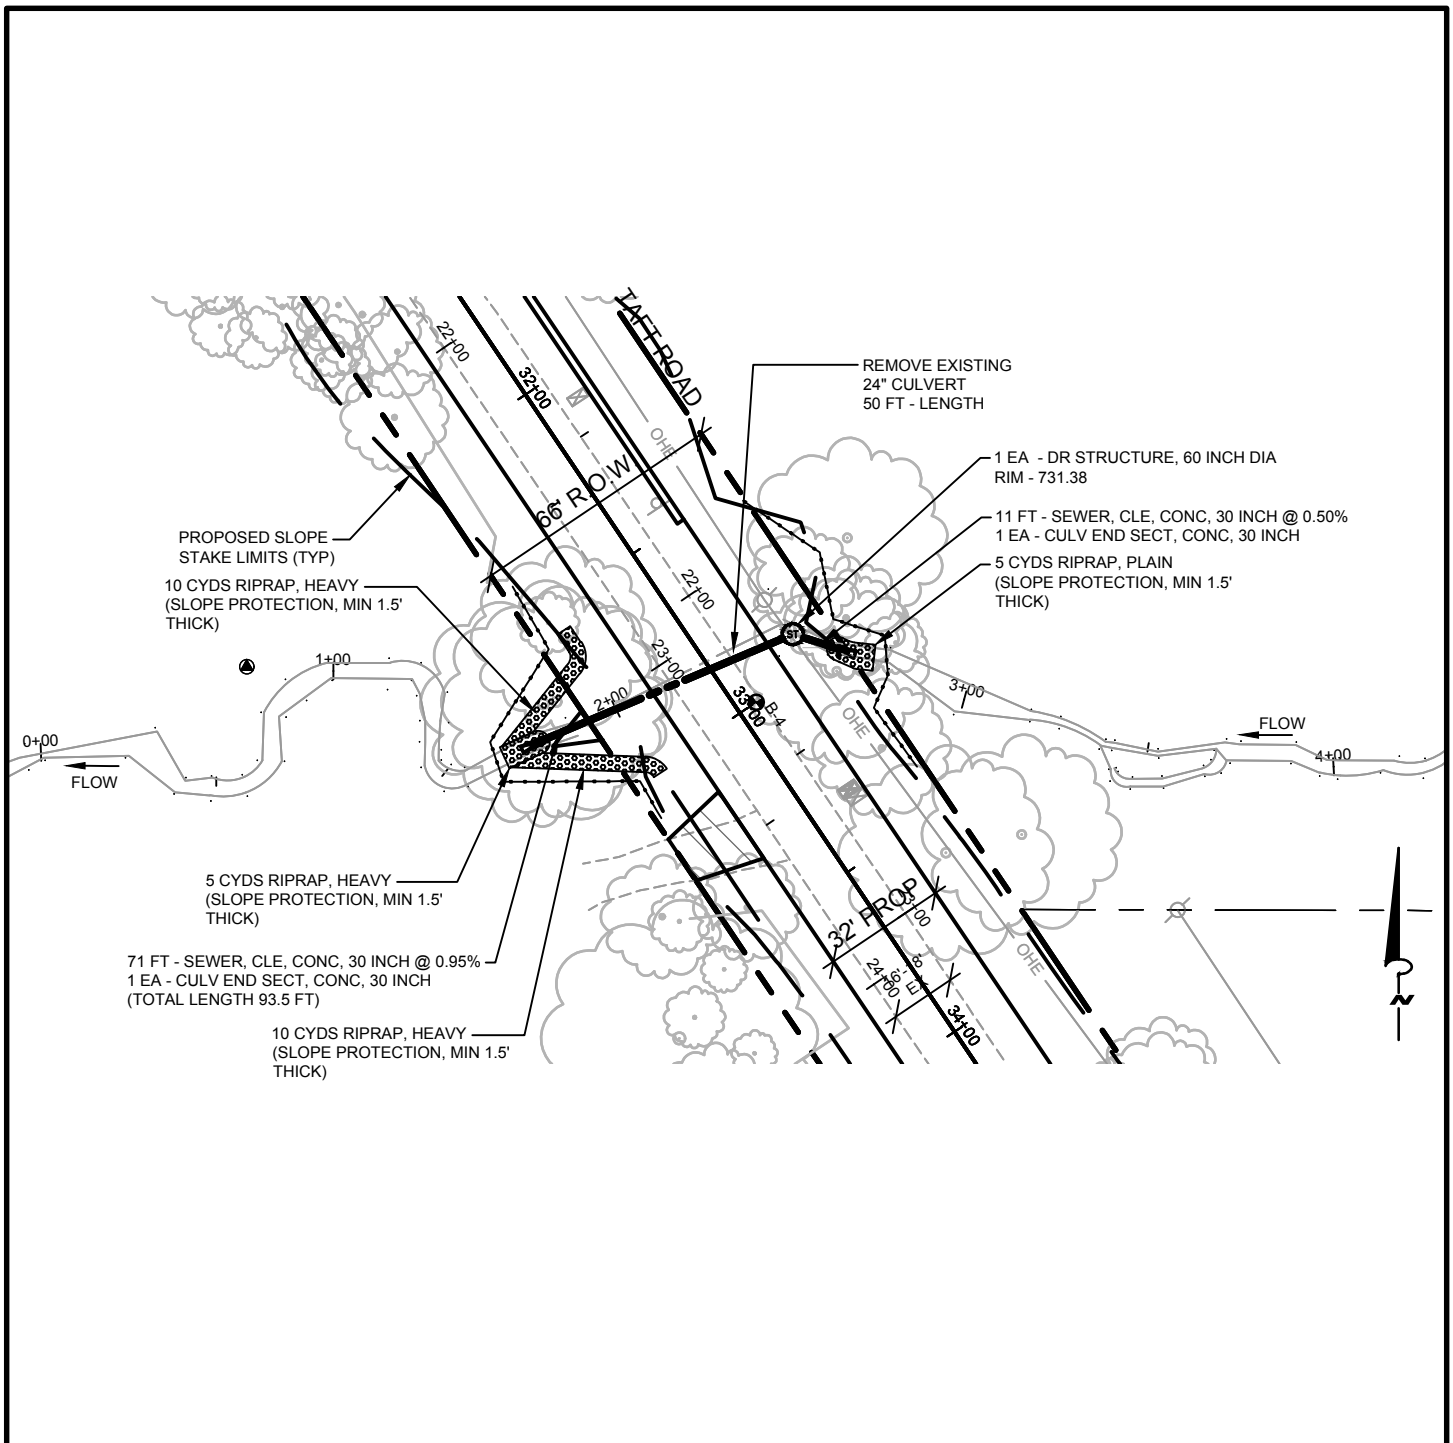 TAFT ROAD
22+00
32+00
OHE
66' R.O.W
REMOVE EXISTING
24" CULVERT
50 FT - LENGTH
1 EA - DR STRUCTURE, 60 INCH DIA
RIM - 731.38
11 FT - SEWER, CLE, CONC, 30 INCH @ 0.50%
1 EA - CULV END SECT, CONC, 30 INCH
5 CYDS RIPRAP, PLAIN
(SLOPE PROTECTION, MIN 1.5'
THICK)
PROPOSED SLOPE
STAKE LIMITS (TYP)
10 CYDS RIPRAP, HEAVY
(SLOPE PROTECTION, MIN 1.5'
THICK)
22+00
ST
23+00
1+00
2+00
3+00
33+00
B-4
OHE
0+00
FLOW
FLOW
4+00
5 CYDS RIPRAP, HEAVY
(SLOPE PROTECTION, MIN 1.5'
THICK)
32' PROP
23+00
71 FT - SEWER, CLE, CONC, 30 INCH @ 0.95%
1 EA - CULV END SECT, CONC, 30 INCH
(TOTAL LENGTH 93.5 FT)
24+00
OHE
N
10 CYDS RIPRAP, HEAVY
(SLOPE PROTECTION, MIN 1.5'
THICK)
34+00